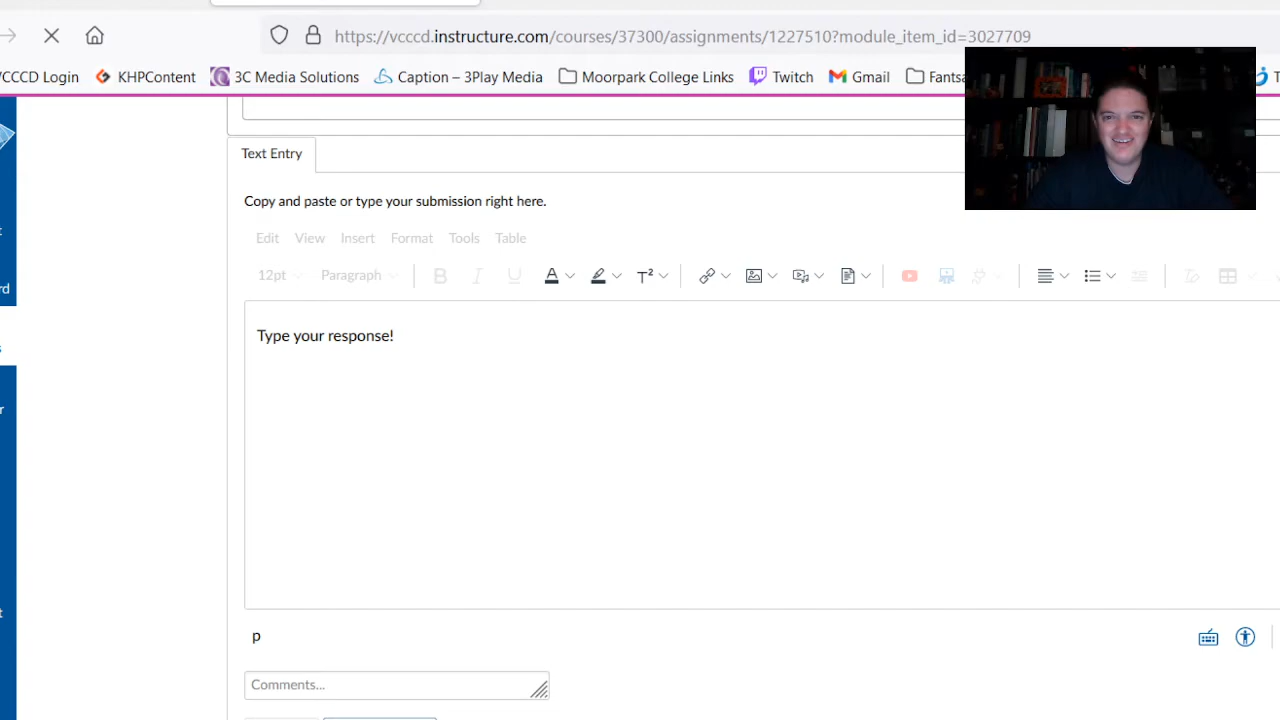 https://vcccd.instructure.com/courses/37300/assignments/1227510?module_item_id=3027709
VCCCD Login KHPContent 3C Media Solutions Caption – 3Play Media Moorpark College Links Twitch Gmail Fantsa
Text Entry
Copy and paste or type your submission right here.
Edit View Insert Format Tools Table
12pt Paragraph B I U A T²
Type your response!
p
Comments...